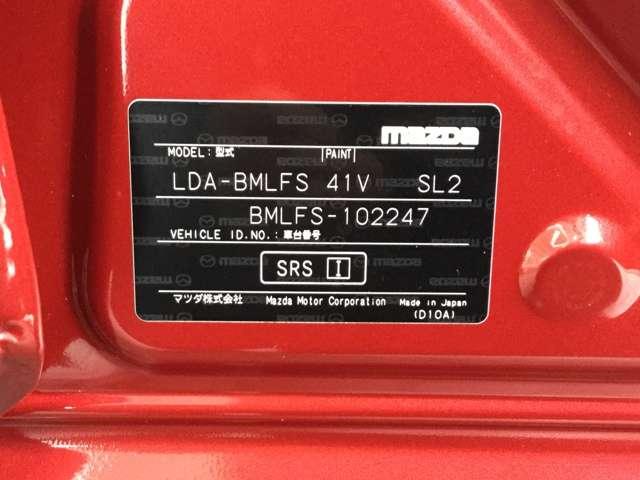 mazda
MODEL:型式 PAINT
LDA-BMLFS 41V SL2
BMLFS-102247
VEHICLE ID.NO.:車台番号
SRS I
マツダ株式会社 Mazda Motor Corporation Made in Japan
(D10A)